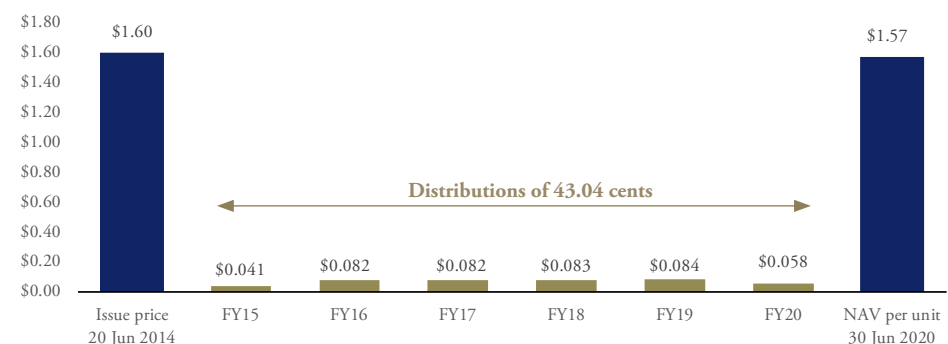 $1.80
$1.60
$1.40
$1.20
$1.00
$0.80
$0.60
$0.40
$0.20
$0.00
$1.60
$0.041
$0.082
$0.082
$0.083
$0.084
$0.058
$1.57
Distributions of 43.04 cents
Issue price
20 Jun 2014
FY15
FY16
FY17
FY18
FY19
FY20
NAV per unit
30 Jun 2020